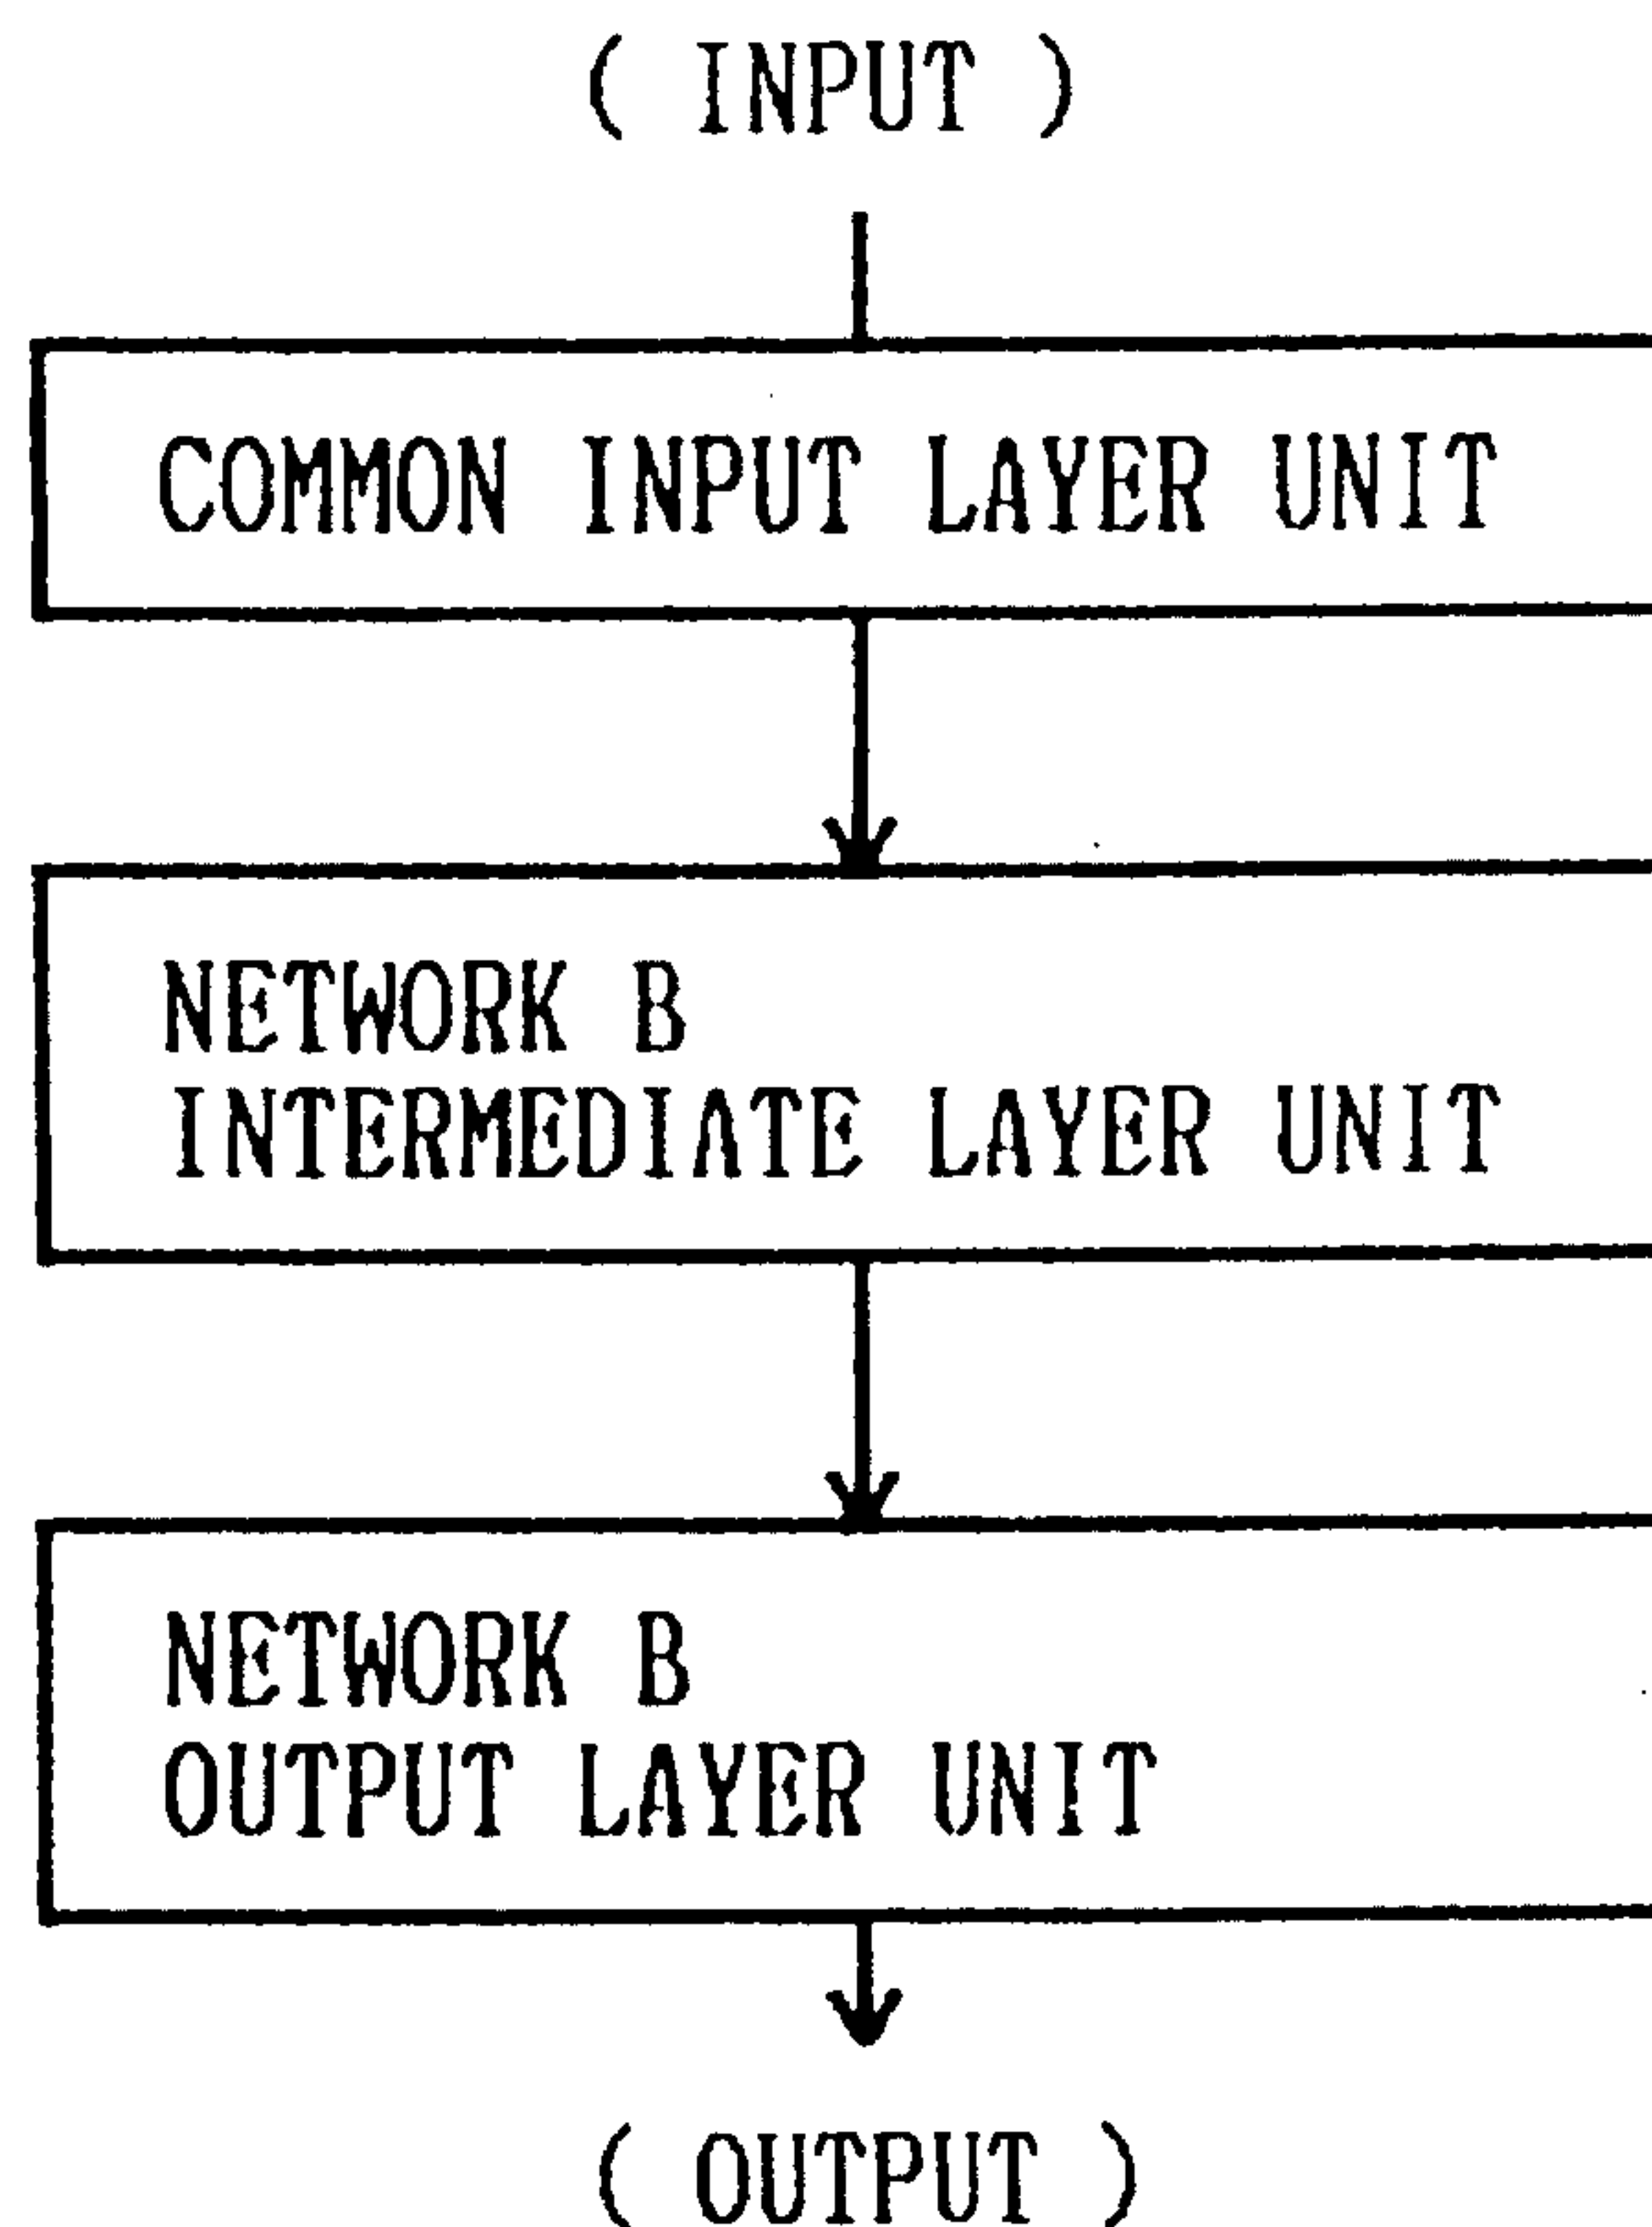 ( INPUT )
COMMON INPUT LAYER UNIT
NETWORK B
INTERMEDIATE LAYER UNIT
NETWORK B
OUTPUT LAYER UNIT
( OUTPUT )